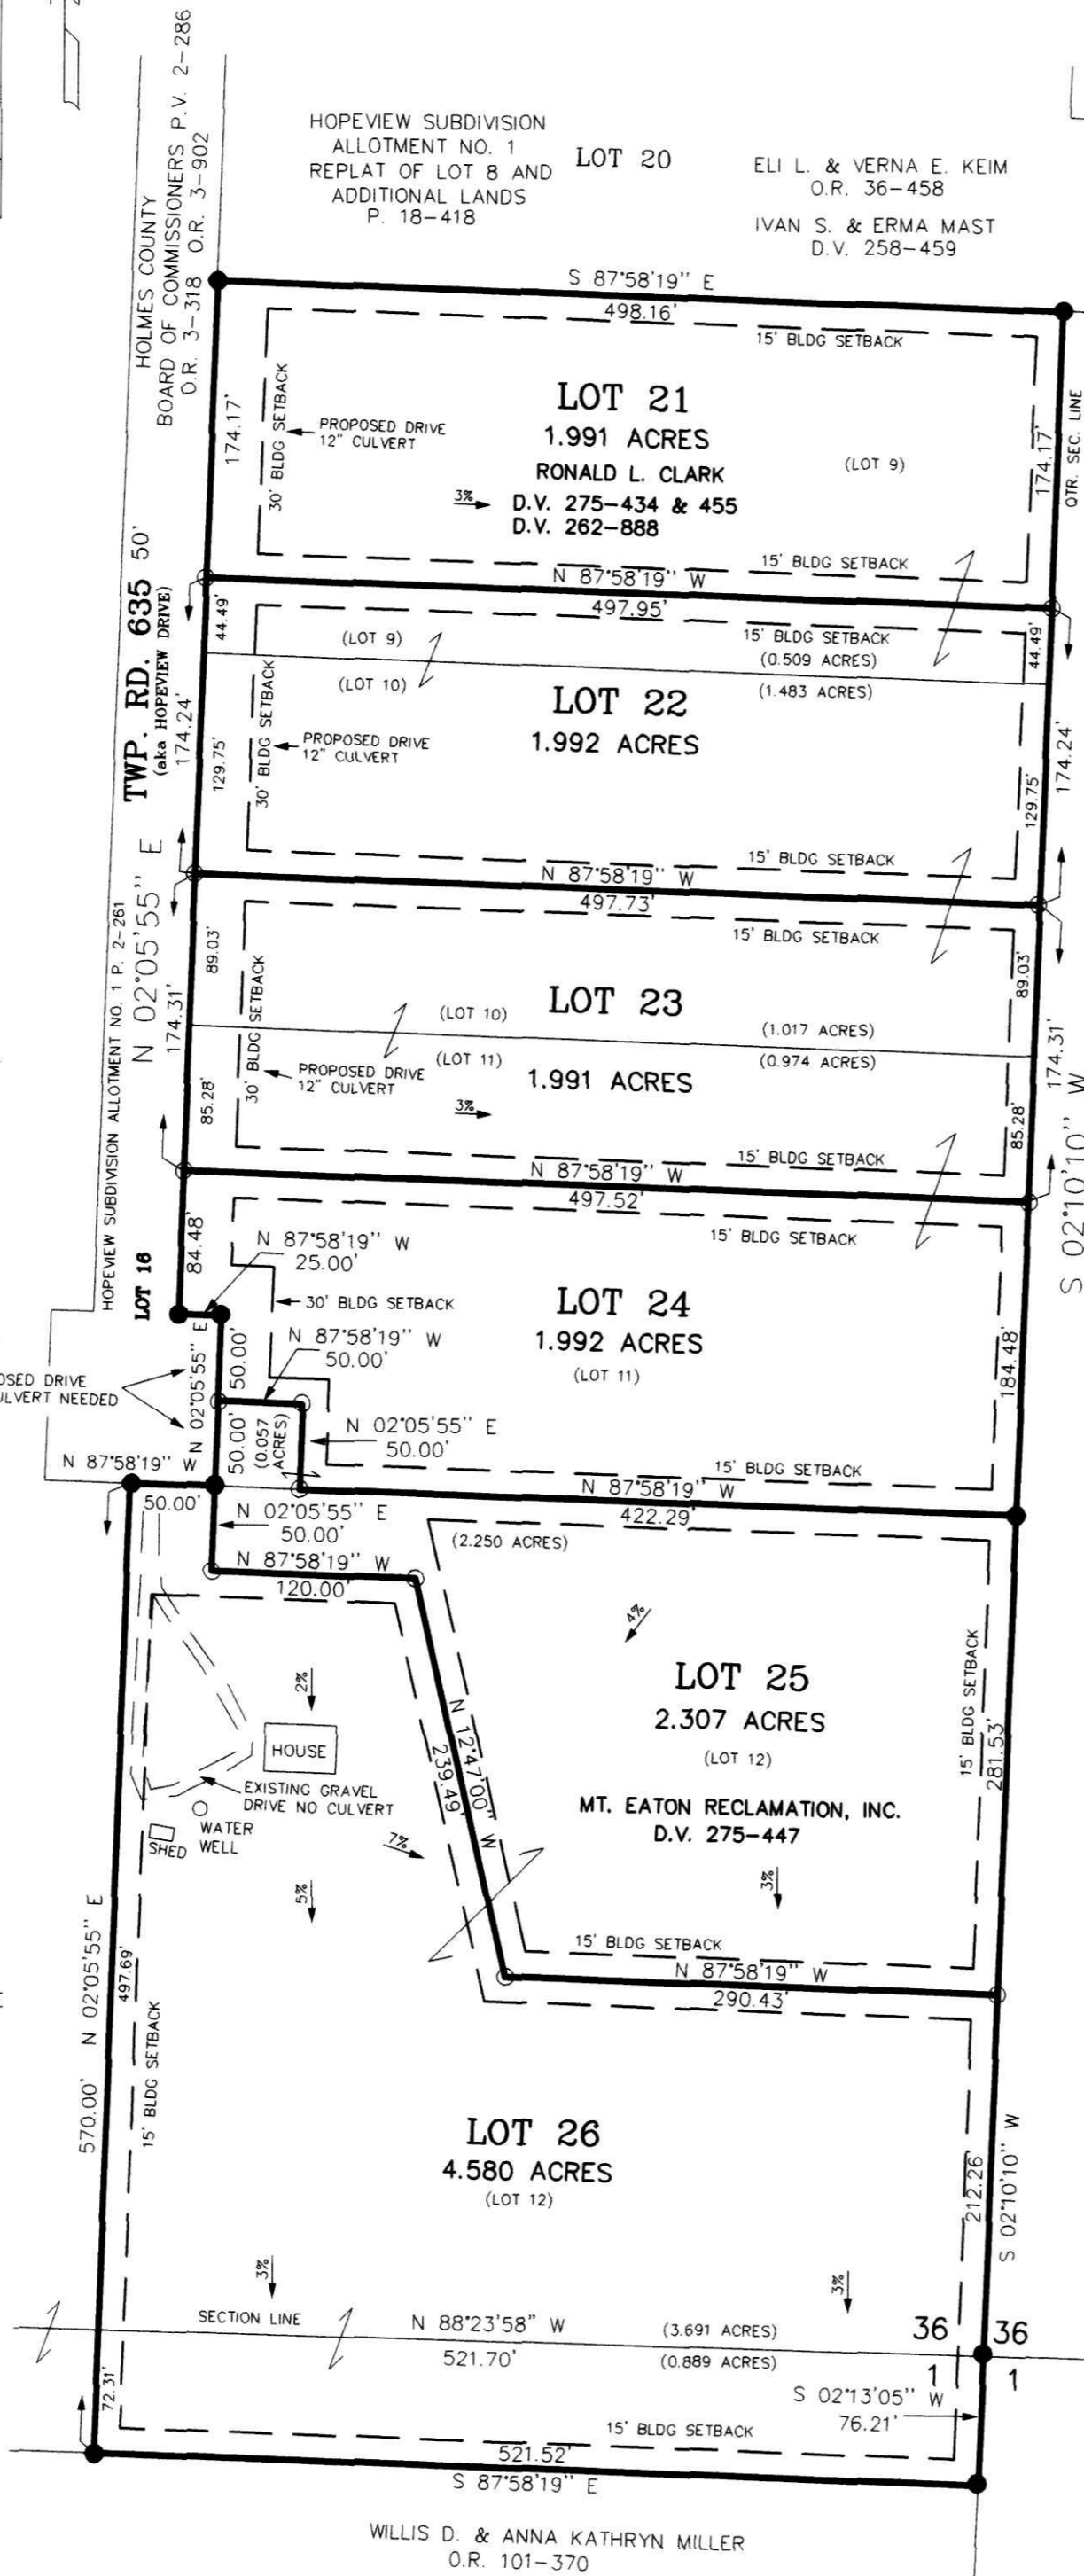 HOLMES COUNTY
BOARD OF COMMISSIONERS P.V. 2-286
O.R. 3-318 O.R. 3-902
HOPEVIEW SUBDIVISION
ALLOTMENT NO. 1
REPLAT OF LOT 8 AND
ADDITIONAL LANDS
P. 18-418
LOT 20
ELI L. & VERNA E. KEIM
O.R. 36-458
IVAN S. & ERMA MAST
D.V. 258-459
S 87°58'19" E
498.16'
15' BLDG SETBACK
174.17'
30' BLDG SETBACK
PROPOSED DRIVE
12" CULVERT
LOT 21
1.991 ACRES
RONALD L. CLARK
D.V. 275-434 & 455
D.V. 262-888
3%
(LOT 9)
174.17'
QTR. SEC. LINE
15' BLDG SETBACK
N 87°58'19" W
497.95'
TWP. RD. 635 50'
(aka HOPEVIEW DRIVE)
174.24'
44.49'
129.75'
(LOT 9)
(LOT 10)
15' BLDG SETBACK
(0.509 ACRES)
(1.483 ACRES)
44.49'
174.24'
129.75'
30' BLDG SETBACK
PROPOSED DRIVE
12" CULVERT
LOT 22
1.992 ACRES
15' BLDG SETBACK
N 87°58'19" W
497.73'
15' BLDG SETBACK
HOPEVIEW SUBDIVISION ALLOTMENT NO. 1 P. 2-261
N 02°05'55" E
174.31'
89.03'
85.28'
30' BLDG SETBACK
(LOT 10)
(LOT 11)
LOT 23
1.991 ACRES
(1.017 ACRES)
(0.974 ACRES)
PROPOSED DRIVE
12" CULVERT
3%
89.03'
174.31'
85.28'
S 02°10'10" W
15' BLDG SETBACK
N 87°58'19" W
497.52'
15' BLDG SETBACK
LOT 16
84.48'
N 87°58'19" W
25.00'
30' BLDG SETBACK
LOT 24
1.992 ACRES
(LOT 11)
184.48'
N 02°05'55" E
50.00'
N 87°58'19" W
50.00'
OSED DRIVE
LVERT NEEDED
50.00'
(0.057
ACRES)
N 02°05'55" E
50.00'
N 87°58'19" W
50.00'
15' BLDG SETBACK
N 87°58'19" W
422.29'
N 02°05'55" E
50.00'
(2.250 ACRES)
N 87°58'19" W
120.00'
4%
LOT 25
2.307 ACRES
(LOT 12)
MT. EATON RECLAMATION, INC.
D.V. 275-447
15' BLDG SETBACK
281.53'
3%
2%
HOUSE
EXISTING GRAVEL
DRIVE NO CULVERT
WATER
WELL
SHED
N 12°47'00" W
239.49'
7%
5%
15' BLDG SETBACK
N 87°58'19" W
290.43'
570.00' N 02°05'55" E
497.69'
15' BLDG SETBACK
LOT 26
4.580 ACRES
(LOT 12)
212.26'
S 02°10'10" W
3%
3%
SECTION LINE
N 88°23'58" W
521.70'
(3.691 ACRES)
(0.889 ACRES)
36 36
1 1
72.31'
S 02°13'05" W
76.21'
15' BLDG SETBACK
521.52'
S 87°58'19" E
WILLIS D. & ANNA KATHRYN MILLER
O.R. 101-370